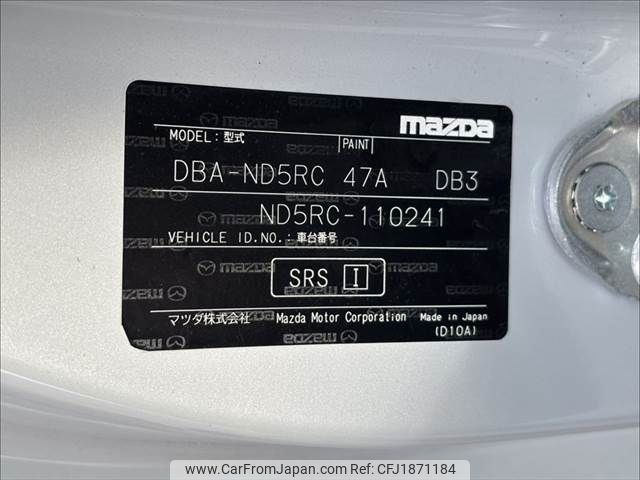 mazda
MODEL: 型式 PAINT
DBA-ND5RC 47A DB3
ND5RC-110241
VEHICLE ID.NO.: 車台番号
SRS I
マツダ株式会社 Mazda Motor Corporation Made in Japan
(D10A)
www.CarFromJapan.com Ref No. CFJ1871184